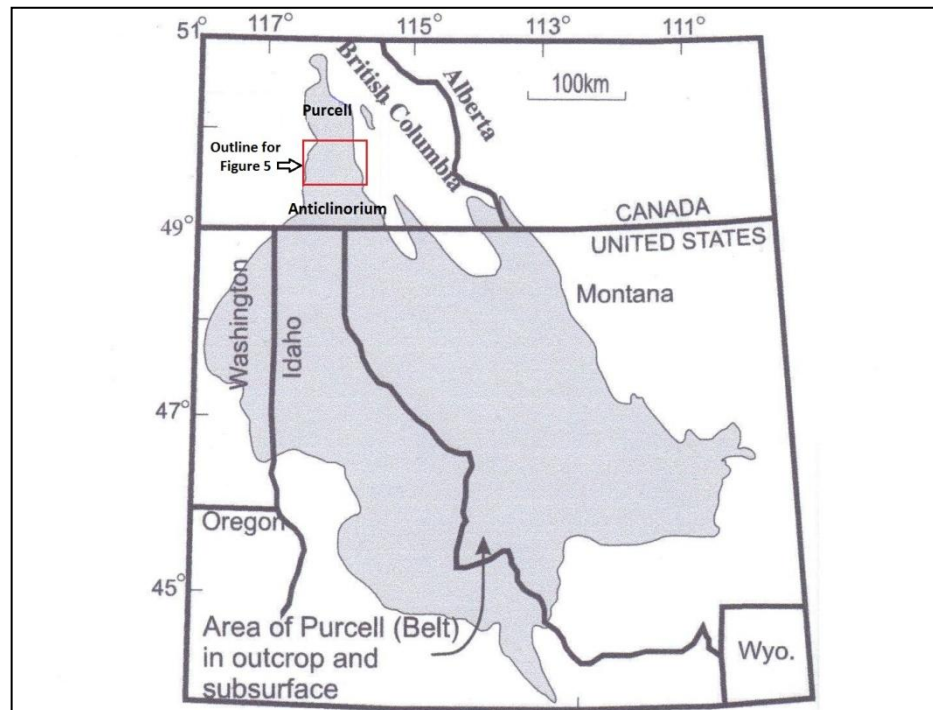 51° 117° 115° 113° 111°
British Columbia
Alberta
100km
Purcell
Outline for
Figure 5
Anticlinorium
CANADA
49°
UNITED STATES
Washington
Idaho
Montana
47°
Oregon
45°
Area of Purcell (Belt)
in outcrop and
subsurface
Wyo.